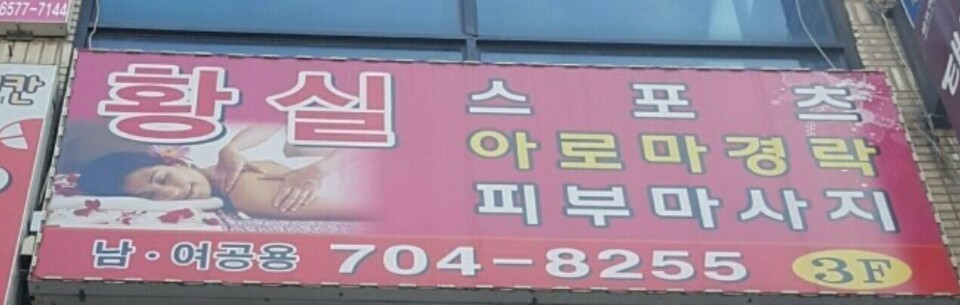 6577-7144
칸
황실
스포츠
아로마경락
피부마사지
남·여공용 704-8255 3F